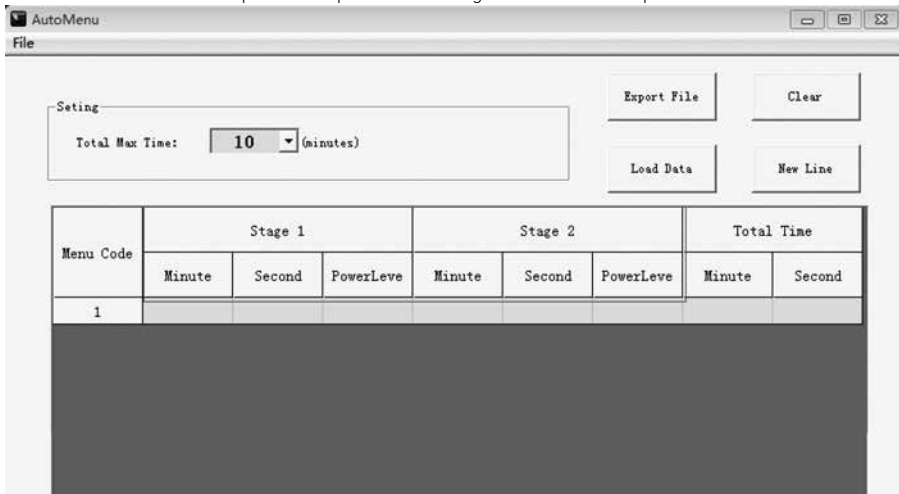 AutoMenu
File
Export File
Clear
Seting
Total Max Time:
10
(minutes)
Load Data
New Line
Menu Code
Stage 1
Stage 2
Total Time
Minute
Second
PowerLeve
Minute
Second
PowerLeve
Minute
Second
1